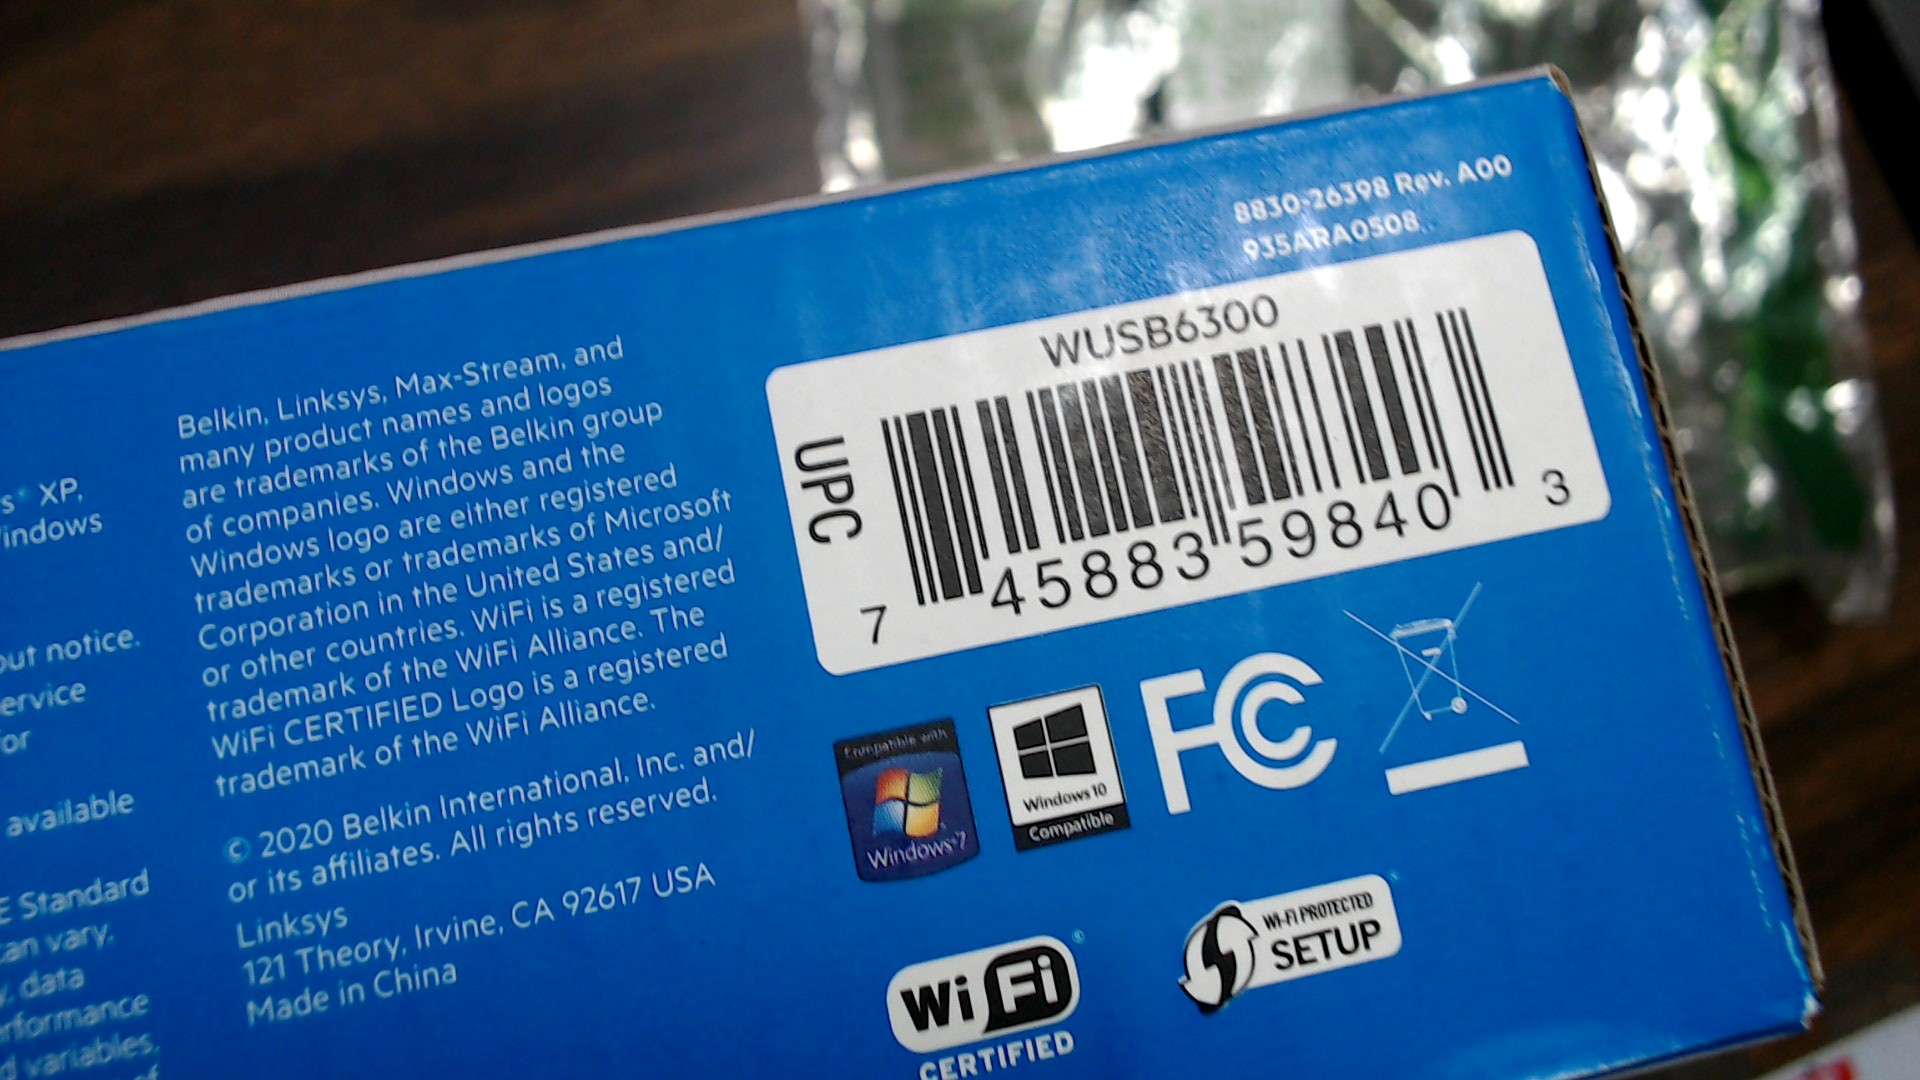 8830-26398 Rev. A00
935ARA0508
WUSB6300
UPC
7 45883 59840 3
XP,
indows
out notice.
ervice
or
available
E Standard
an vary.
data
rformance
d variables.
of
Belkin, Linksys, Max-Stream, and
many product names and logos
are trademarks of the Belkin group
of companies. Windows and the
Windows logo are either registered
trademarks or trademarks of Microsoft
Corporation in the United States and/
or other countries. WiFi is a registered
trademark of the WiFi Alliance. The
WiFi CERTIFIED Logo is a registered
trademark of the WiFi Alliance.
© 2020 Belkin International, Inc. and/
or its affiliates. All rights reserved.
Linksys
121 Theory, Irvine, CA 92617 USA
Made in China
Compatible with
Windows 7
Windows 10
Compatible
FC
Wi Fi
CERTIFIED
WI-FI PROTECTED
SETUP